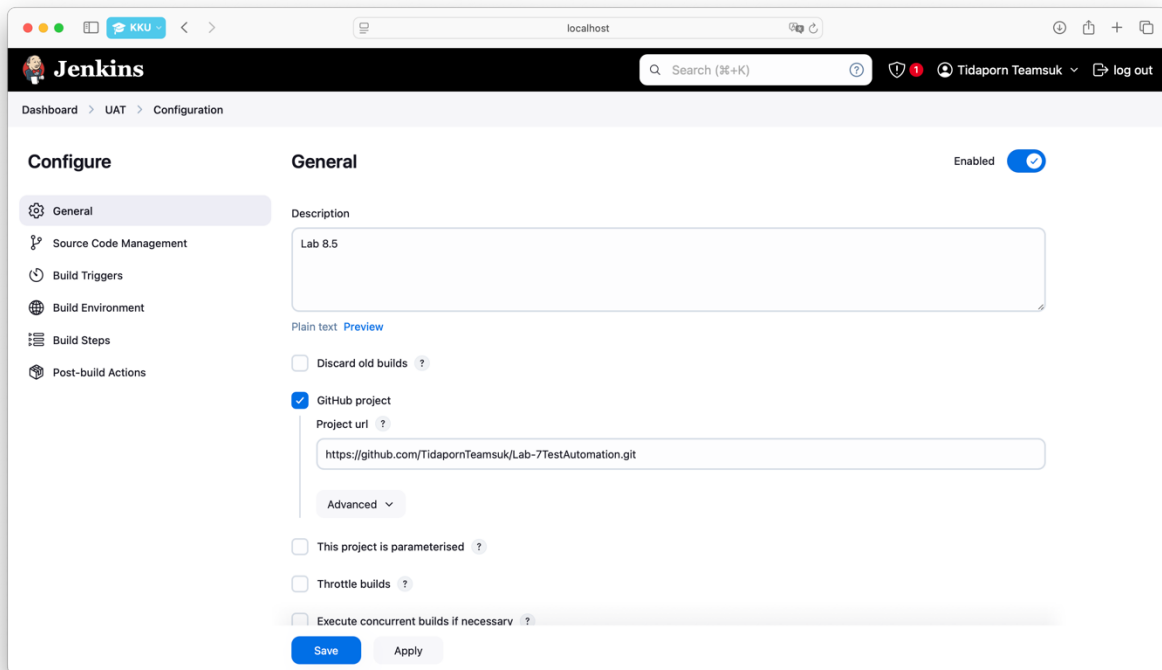 KKU
localhost
Jenkins
Search (⌘+K)
?
1
Tidaporn Teamsuk
log out
Dashboard > UAT > Configuration
Configure
General
Source Code Management
Build Triggers
Build Environment
Build Steps
Post-build Actions
General
Enabled
Description
Lab 8.5
Plain text Preview
Discard old builds ?
GitHub project
Project url ?
https://github.com/TidapornTeamsuk/Lab-7TestAutomation.git
Advanced
This project is parameterised ?
Throttle builds ?
Execute concurrent builds if necessary ?
Save Apply